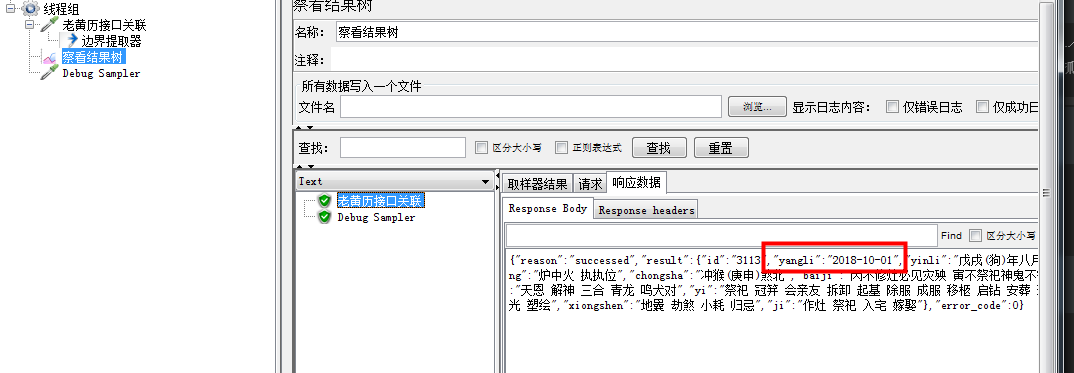 线程组
老黄历接口关联
边界提取器
察看结果树
Debug Sampler
察看结果树
名称： 察看结果树
注释：
所有数据写入一个文件
文件名 浏览... 显示日志内容： 仅错误日志 仅成功日
查找： 区分大小写 正则表达式 查找 重置
Text
老黄历接口关联
Debug Sampler
取样器结果 请求 响应数据
Response Body Response headers
Find 区分大小写
{"reason":"successed","result":{"id":"3113","yangli":"2018-10-01","yinli":"戊戌(狗)年八月
ng":"炉中火 执执位","chongsha":"冲猴(庚申)煞北","baiji":"丙不修灶必见灾殃 寅不祭祀神鬼不
:"天恩 解神 三合 青龙 鸣犬对","yi":"祭祀 冠笄 会亲友 拆卸 起基 除服 成服 移柩 启钻 安葬
光 塑绘","xiongshen":"地囊 劫煞 小耗 归忌","ji":"作灶 祭祀 入宅 嫁娶"},"error_code":0}